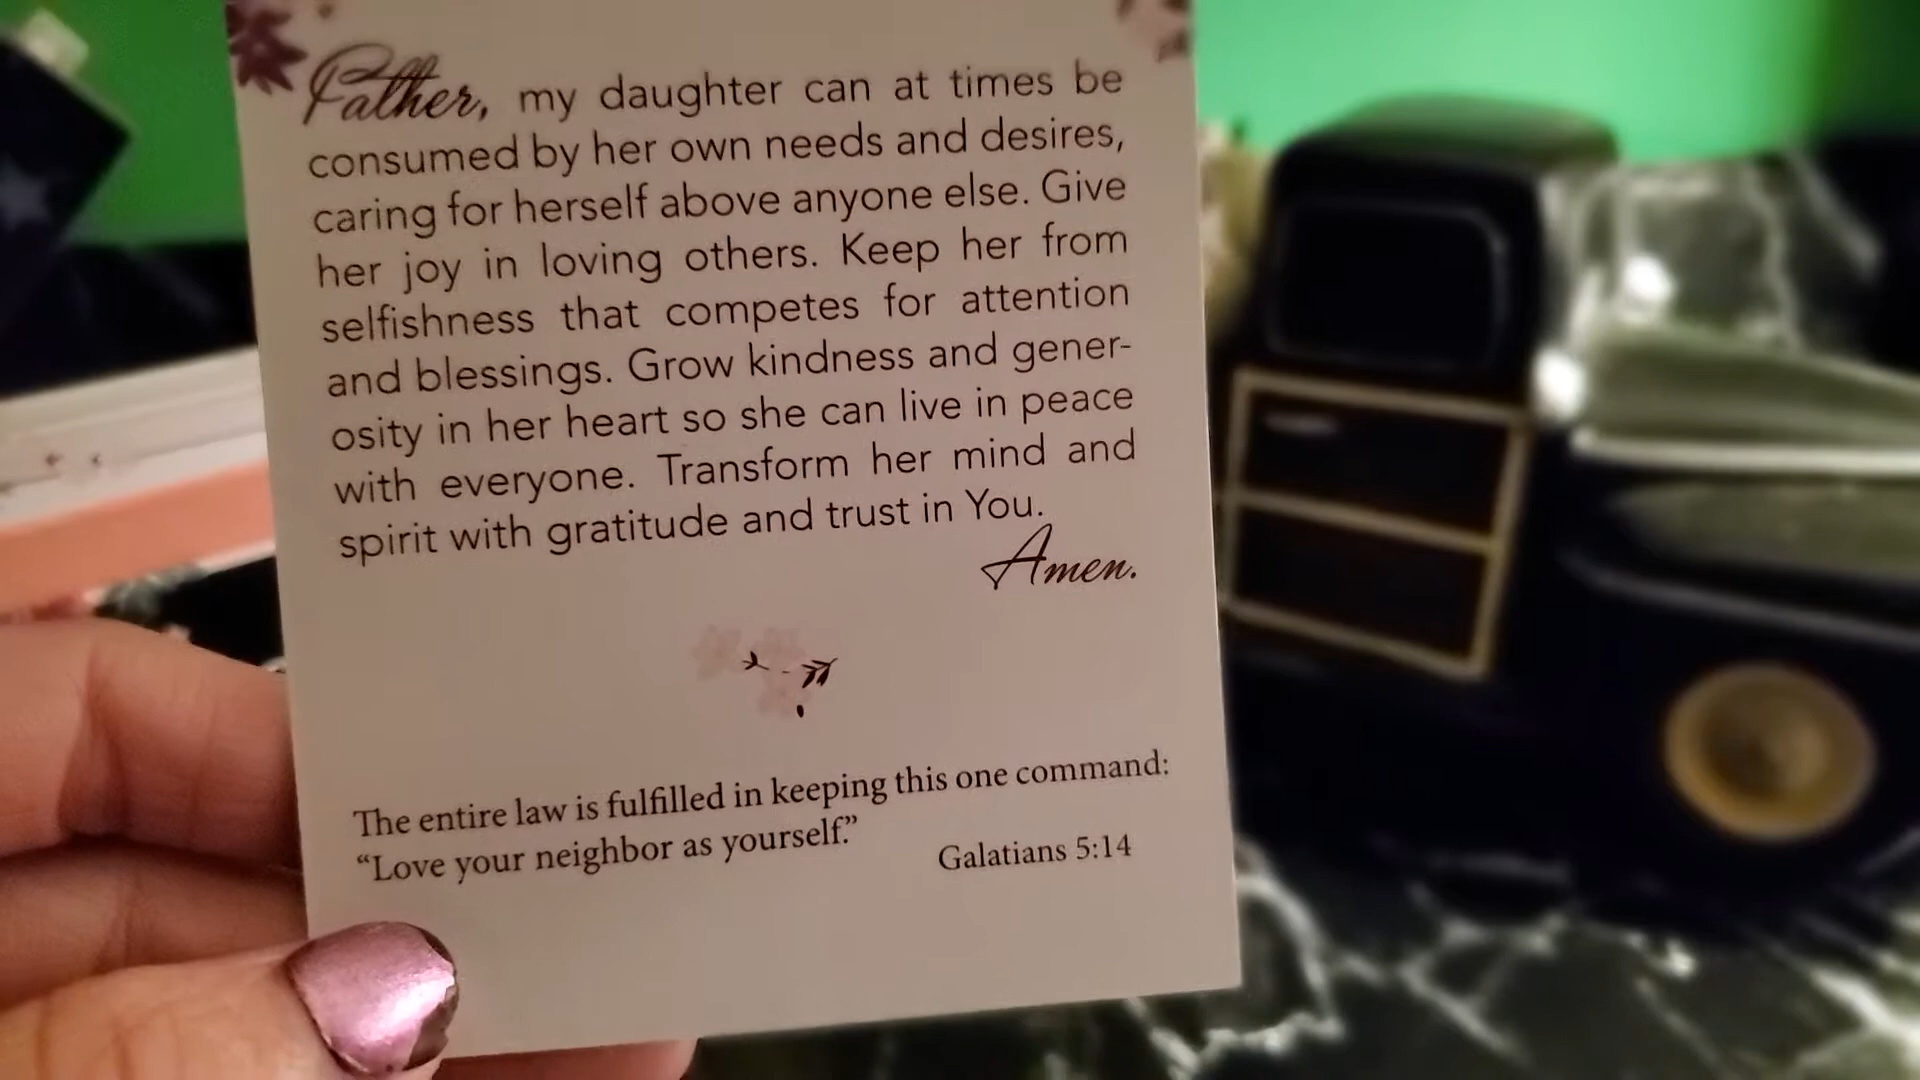 Father, my daughter can at times be
consumed by her own needs and desires,
caring for herself above anyone else. Give
her joy in loving others. Keep her from
selfishness that competes for attention
and blessings. Grow kindness and gener-
osity in her heart so she can live in peace
with everyone. Transform her mind and
spirit with gratitude and trust in You.
Amen.
The entire law is fulfilled in keeping this one command:
“Love your neighbor as yourself.”
Galatians 5:14